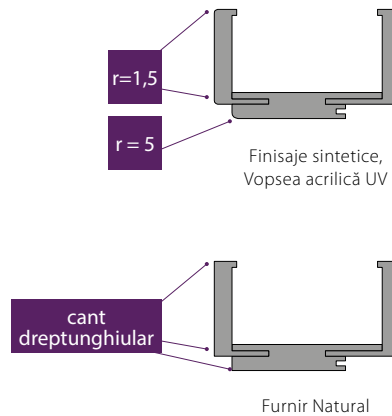 r=1,5
r = 5
Finisaje sintetice,
Vopsea acrilică UV
cant
dreptunghiular
Furnir Natural